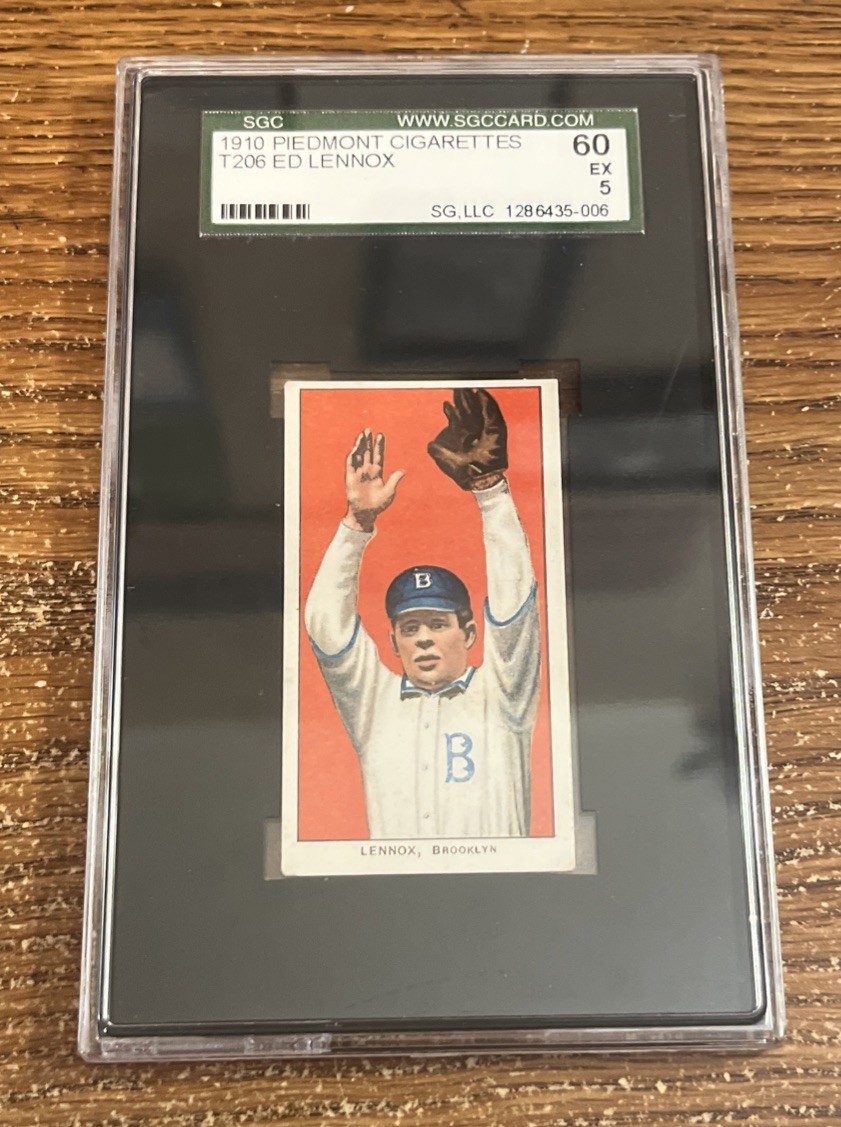 SGC WWW.SGCCARD.COM
1910 PIEDMONT CIGARETTES 60
T206 ED LENNOX EX
5
SG,LLC 1286435-006
B
B
LENNOX, BROOKLYN